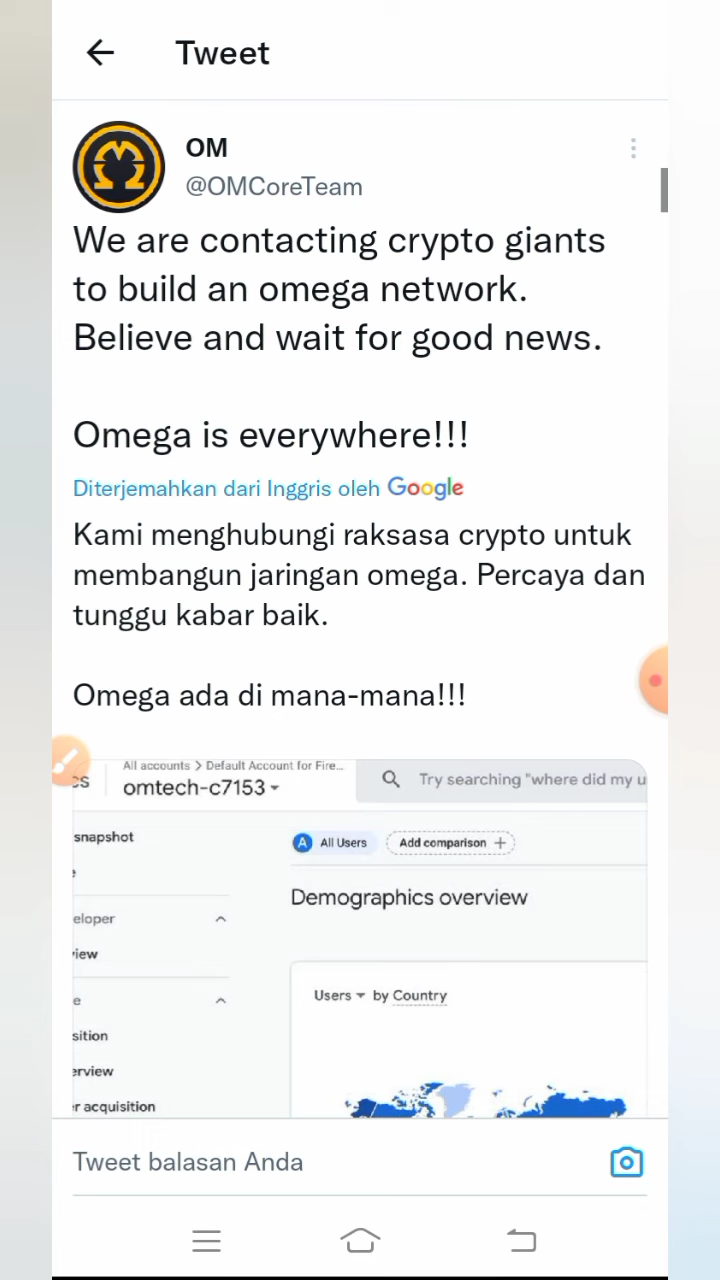 Tweet
OM
@OMCoreTeam
We are contacting crypto giants
to build an omega network.
Believe and wait for good news.
Omega is everywhere!!!
Diterjemahkan dari Inggris oleh Google
Kami menghubungi raksasa crypto untuk
membangun jaringan omega. Percaya dan
tunggu kabar baik.
Omega ada di mana-mana!!!
All accounts > Default Account for Fire...
omtech-c7153
Try searching "where did my u
snapshot
A All Users
Add comparison +
Demographics overview
eloper
view
Users by Country
sition
erview
r acquisition
Tweet balasan Anda